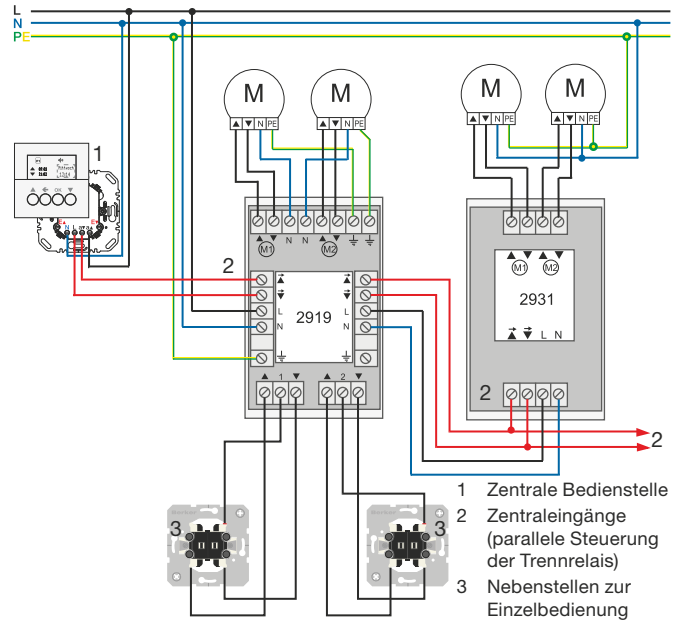 L
N
PE
M
M
M
M
▲ ▼ N PE
▲ ▼ N PE
▲ ▼ N PE
▲ ▼ N PE
1
OK
N L
▲ ▼ N N ▲ ▼
M1 M2
2
2919
L
N
L
N
▲ 1 ▼
▲ 2 ▼
▲ ▼ ▲ ▼
M1 M2
2931
▲ ▼ L N
2
2
3
3
1 Zentrale Bedienstelle
2 Zentraleingänge
(parallele Steuerung
der Trennrelais)
3 Nebenstellen zur
Einzelbedienung